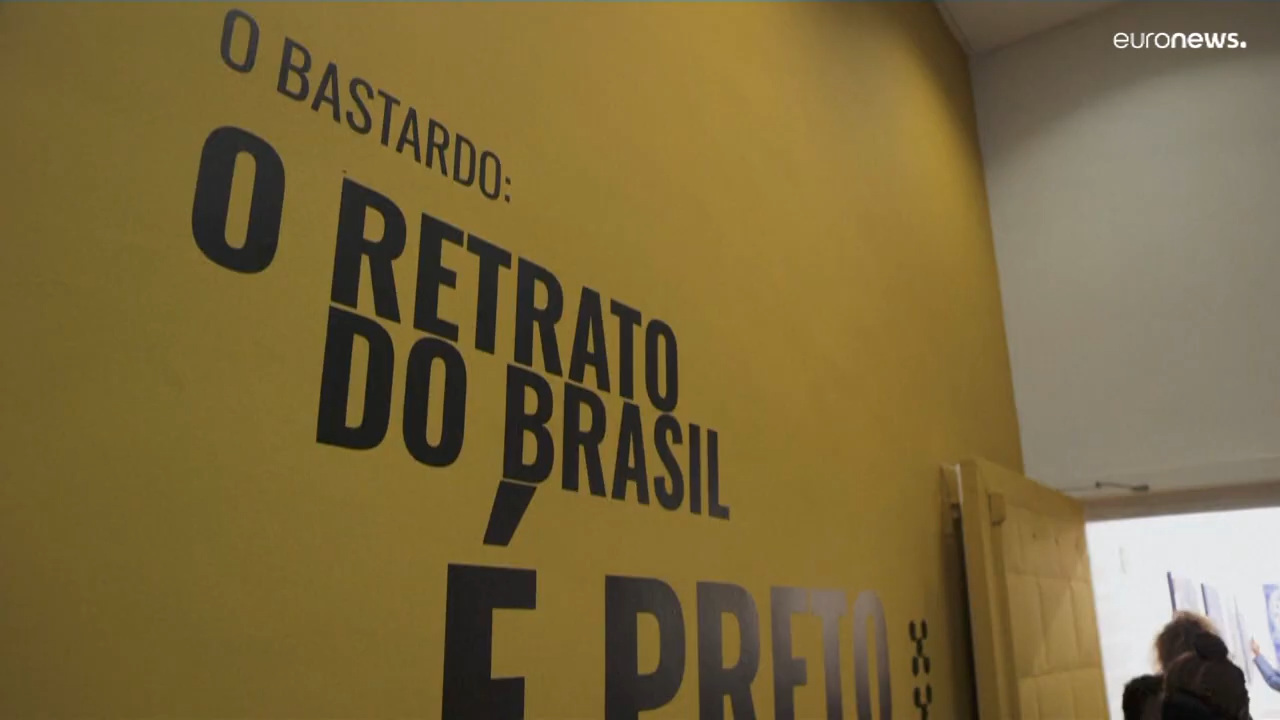 euronews.
O BASTARDO:
O RETRATO
DO BRASIL
É PRETO